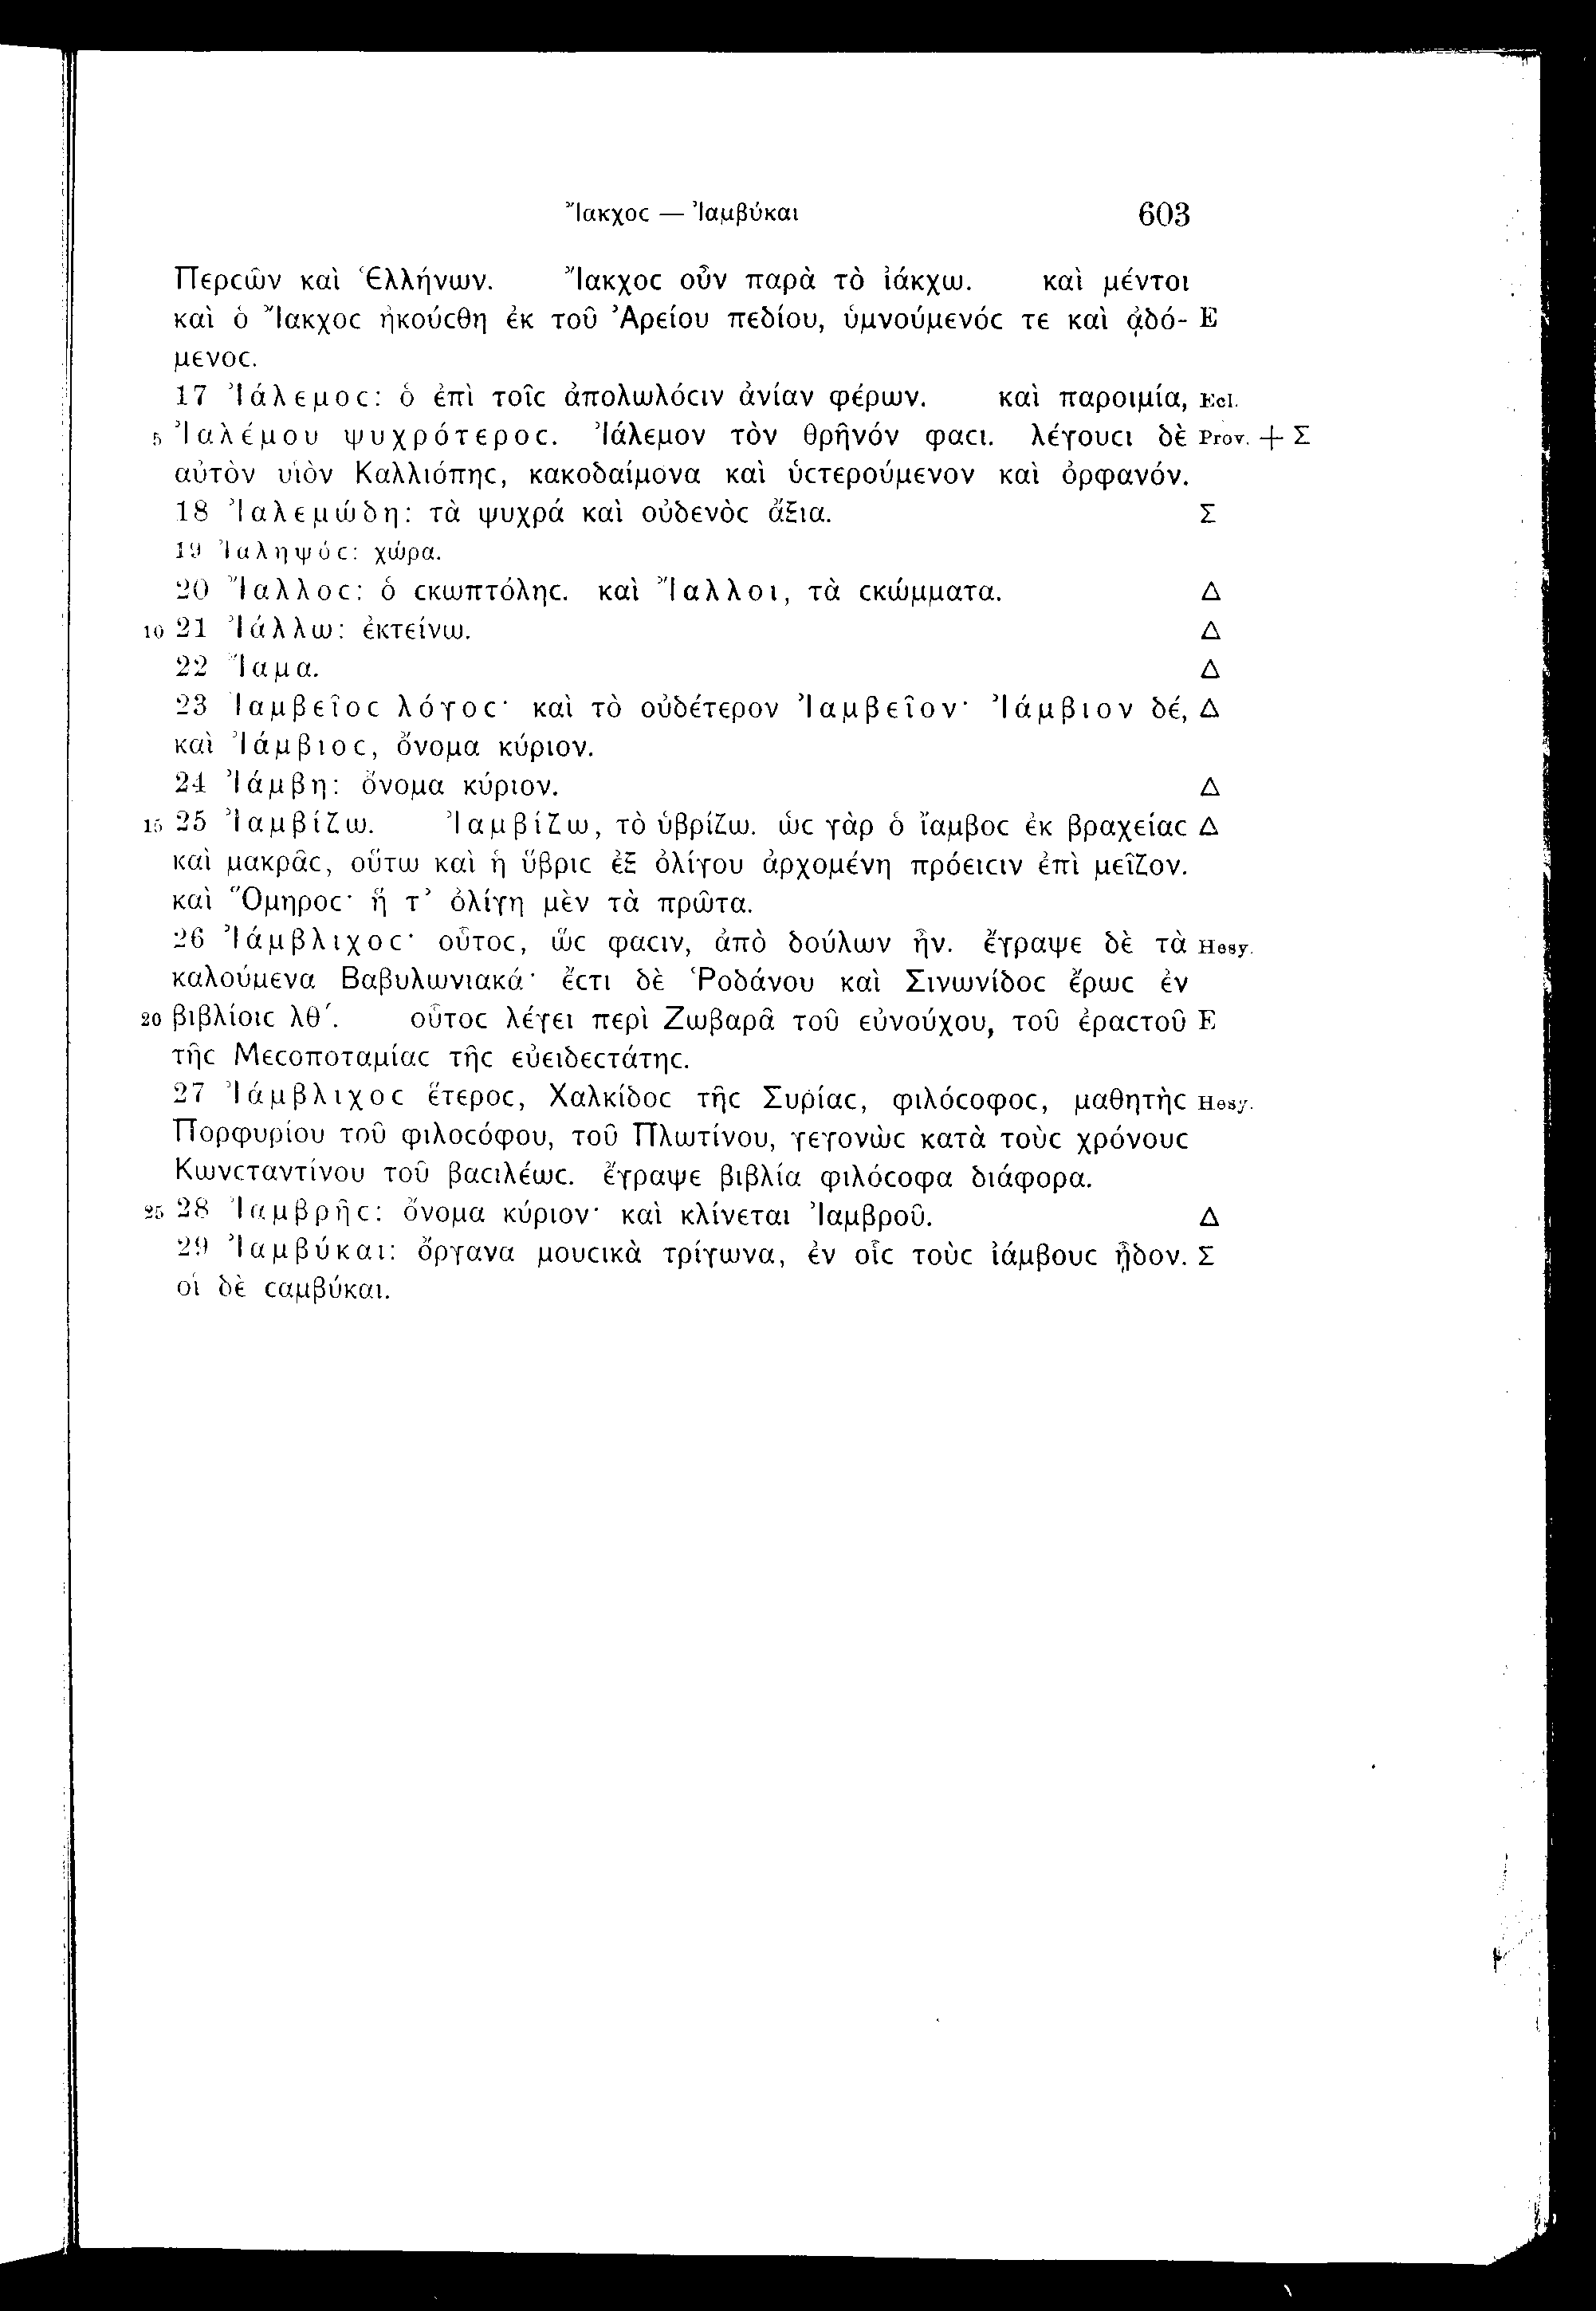 Ἴακχοϲ — Ἰαμβύκαι 603
Περϲῶν καὶ Ἑλλήνων. Ἴακχοϲ οὖν παρὰ τὸ ἰάκχω. καὶ μέντοι
καὶ ὁ Ἴακχοϲ ἠκούϲθη ἐκ τοῦ Ἀρείου πεδίου, ὑμνούμενόϲ τε καὶ ᾀδό- E
μενοϲ.
17 Ἰάλεμοϲ: ὁ ἐπὶ τοῖϲ ἀπολωλόϲιν ἀνίαν φέρων. καὶ παροιμία, Ecl.
5 Ἰαλέμου ψυχρότεροϲ. Ἰάλεμον τὸν θρῆνόν φαϲι. λέγουϲι δὲ Prov. + Σ
αὐτὸν υἱὸν Καλλιόπηϲ, κακοδαίμονα καὶ ὑϲτερούμενον καὶ ὀρφανόν.
18 Ἰαλεμώδη: τὰ ψυχρά καὶ οὐδενὸϲ ἄξια. Σ
19 Ἰαληψόϲ: χώρα.
20 Ἴαλλοϲ: ὁ ϲκωπτόληϲ. καὶ Ἴαλλοι, τὰ ϲκώμματα. Δ
10 21 Ἰάλλω: ἐκτείνω. Δ
22 Ἴαμα. Δ
23 Ἰαμβεῖοϲ λόγοϲ· καὶ τὸ οὐδέτερον Ἰαμβεῖον· Ἰάμβιον δέ, Δ
καὶ Ἰάμβιοϲ, ὄνομα κύριον.
24 Ἰάμβη: ὄνομα κύριον. Δ
15 25 Ἰαμβίζω. Ἰαμβίζω, τὸ ὑβρίζω. ὡϲ γὰρ ὁ ἴαμβοϲ ἐκ βραχείαϲ Δ
καὶ μακρᾶϲ, οὕτω καὶ ἡ ὕβριϲ ἐξ ὀλίγου ἀρχομένη πρόειϲιν ἐπὶ μεῖζον.
καὶ Ὅμηροϲ· ἥ τ’ ὀλίγη μὲν τὰ πρῶτα.
26 Ἰάμβλιχοϲ· οὗτοϲ, ὥϲ φαϲιν, ἀπὸ δούλων ἦν. ἔγραψε δὲ τὰ Hesy.
καλούμενα Βαβυλωνιακά· ἔϲτι δὲ Ῥοδάνου καὶ Σινωνίδοϲ ἔρωϲ ἐν
20 βιβλίοιϲ λθ´. οὗτοϲ λέγει περὶ Ζωβαρᾶ τοῦ εὐνούχου, τοῦ ἐραϲτοῦ E
τῆϲ Μεϲοποταμίαϲ τῆϲ εὐειδεϲτάτηϲ.
27 Ἰάμβλιχοϲ ἕτεροϲ, Χαλκίδοϲ τῆϲ Συρίαϲ, φιλόϲοφοϲ, μαθητὴϲ Hesy.
Πορφυρίου τοῦ φιλοϲόφου, τοῦ Πλωτίνου, γεγονὼϲ κατὰ τοὺϲ χρόνουϲ
Κωνϲταντίνου τοῦ βαϲιλέωϲ. ἔγραψε βιβλία φιλόϲοφα διάφορα.
25 28 Ἰαμβρῆϲ: ὄνομα κύριον· καὶ κλίνεται Ἰαμβροῦ. Δ
29 Ἰαμβύκαι: ὄργανα μουϲικὰ τρίγωνα, ἐν οἷϲ τοὺϲ ἰάμβουϲ ᾖδον. Σ
οἱ δὲ ϲαμβύκαι.